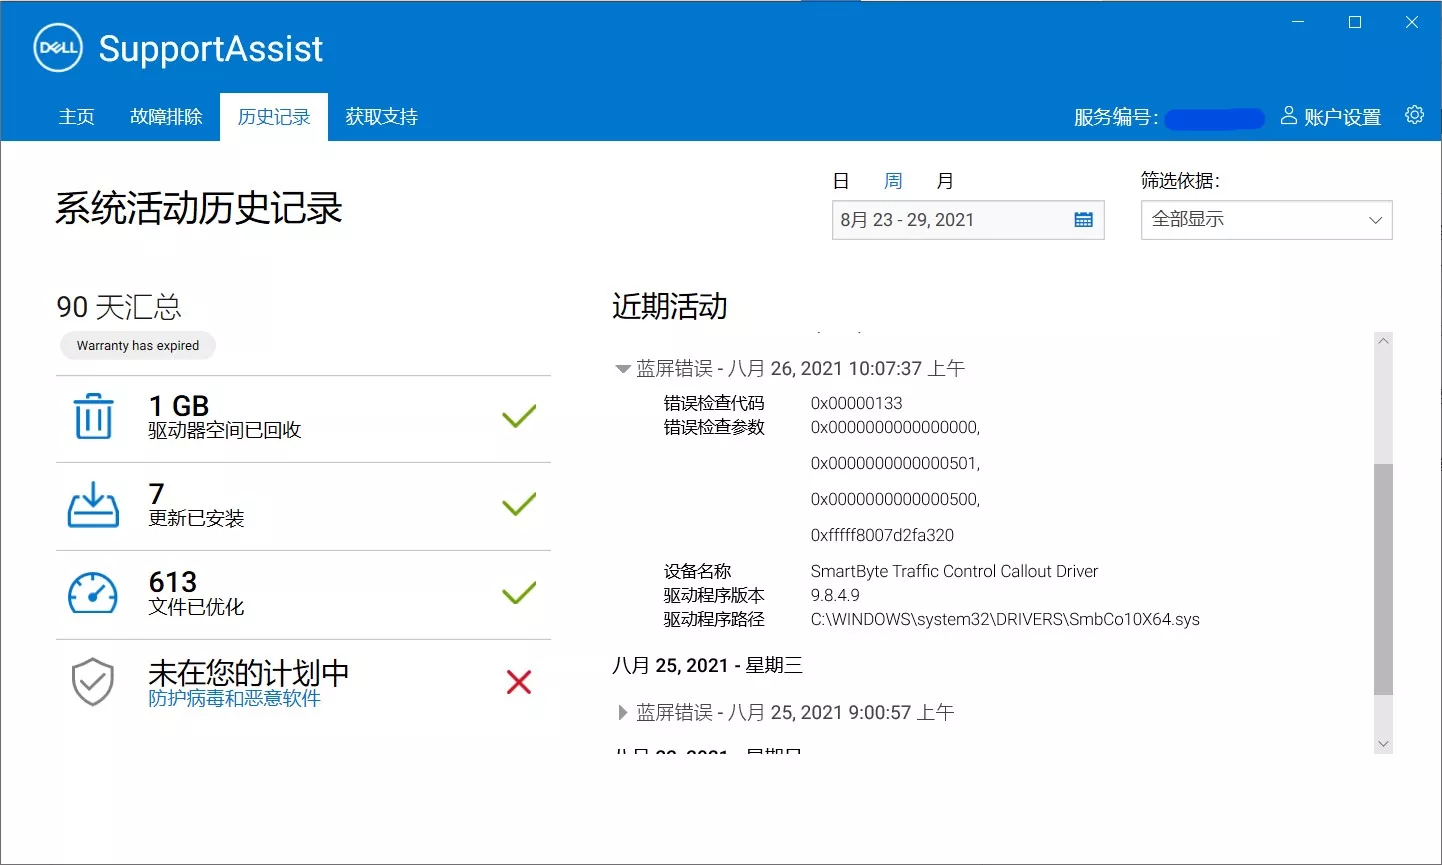 DELL SupportAssist
主页 故障排除 历史记录 获取支持
服务编号: 账户设置
系统活动历史记录
日 周 月
筛选依据:
8月 23 - 29, 2021
全部显示
90 天汇总
Warranty has expired
1 GB
驱动器空间已回收
7
更新已安装
613
文件已优化
未在您的计划中
防护病毒和恶意软件
近期活动
蓝屏错误 - 八月 26, 2021 10:07:37 上午
错误检查代码 0x00000133
错误检查参数 0x0000000000000000,
0x0000000000000501,
0x0000000000000500,
0xfffff8007d2fa320
设备名称 SmartByte Traffic Control Callout Driver
驱动程序版本 9.8.4.9
驱动程序路径 C:\WINDOWS\system32\DRIVERS\SmbCo10X64.sys
八月 25, 2021 - 星期三
蓝屏错误 - 八月 25, 2021 9:00:57 上午